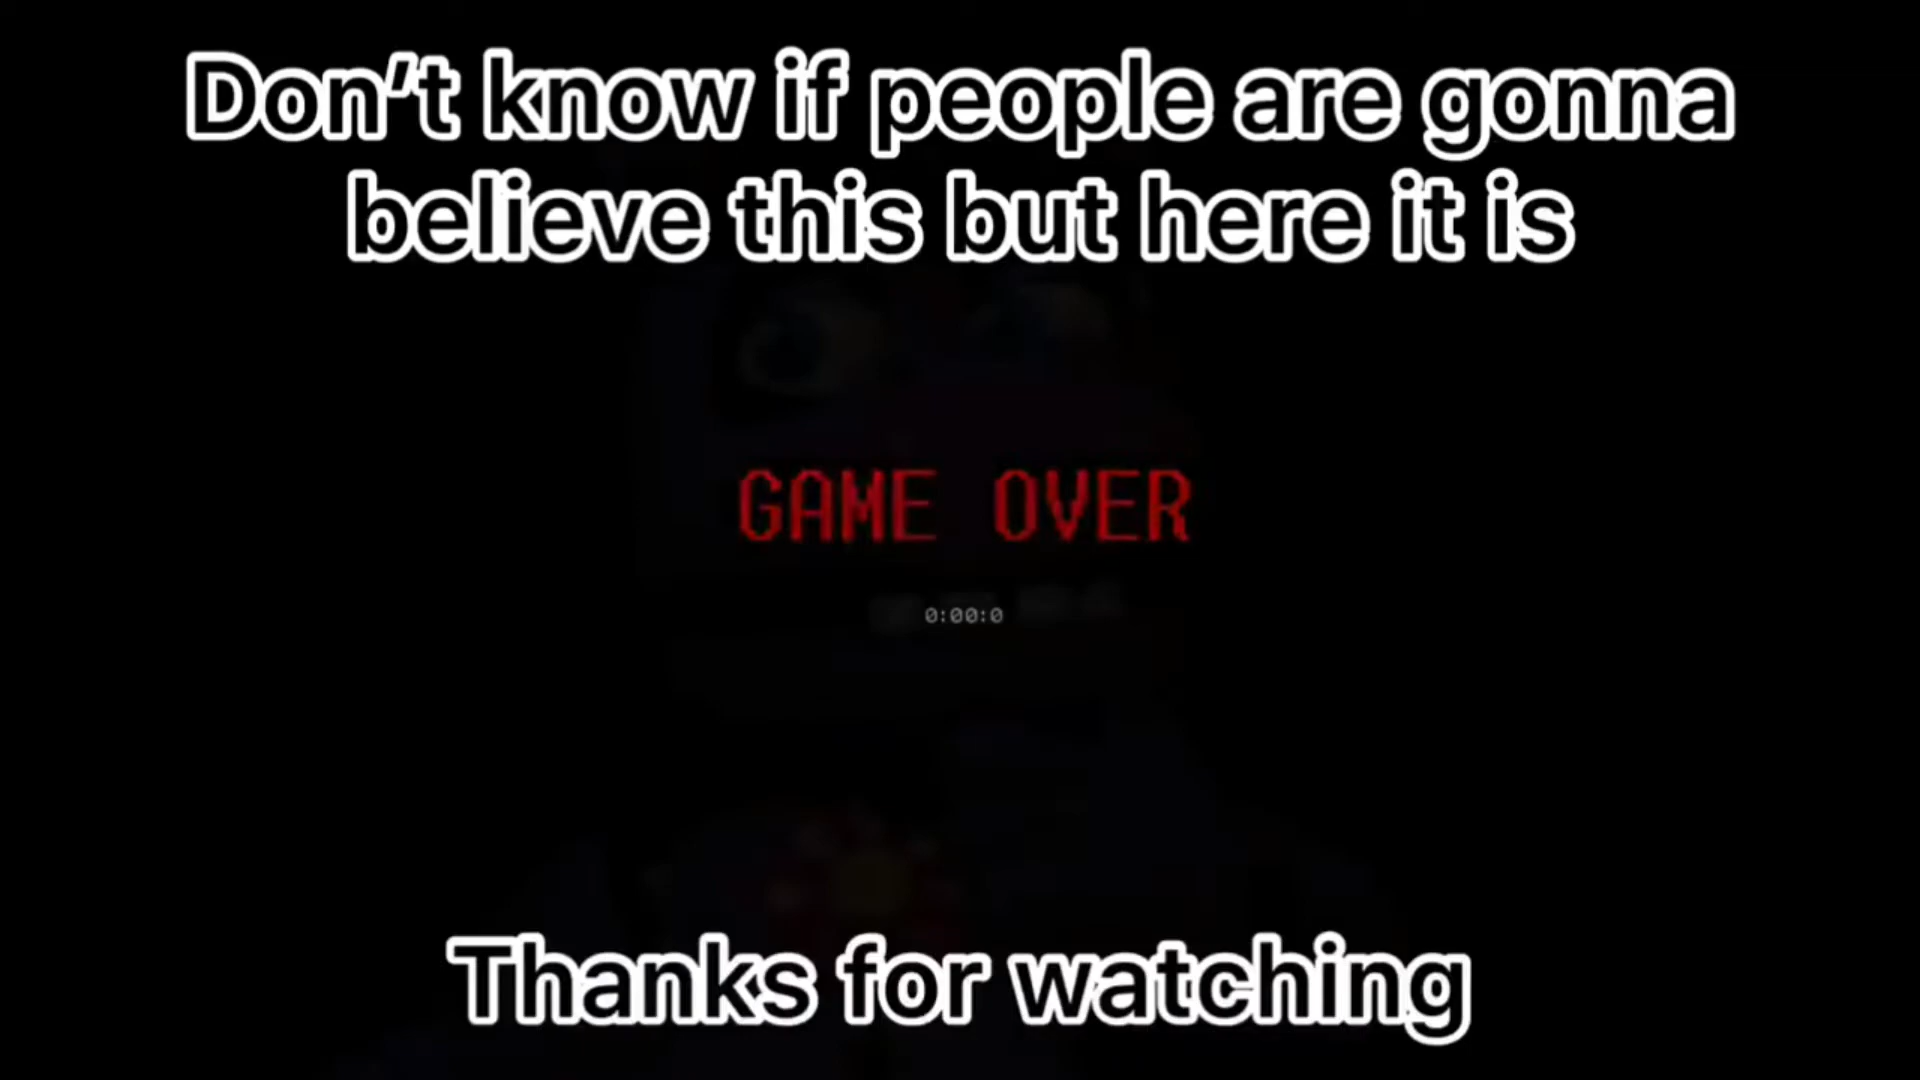 Don't know if people are gonna
believe this but here it is
GAME OVER
0:00:0
Thanks for watching